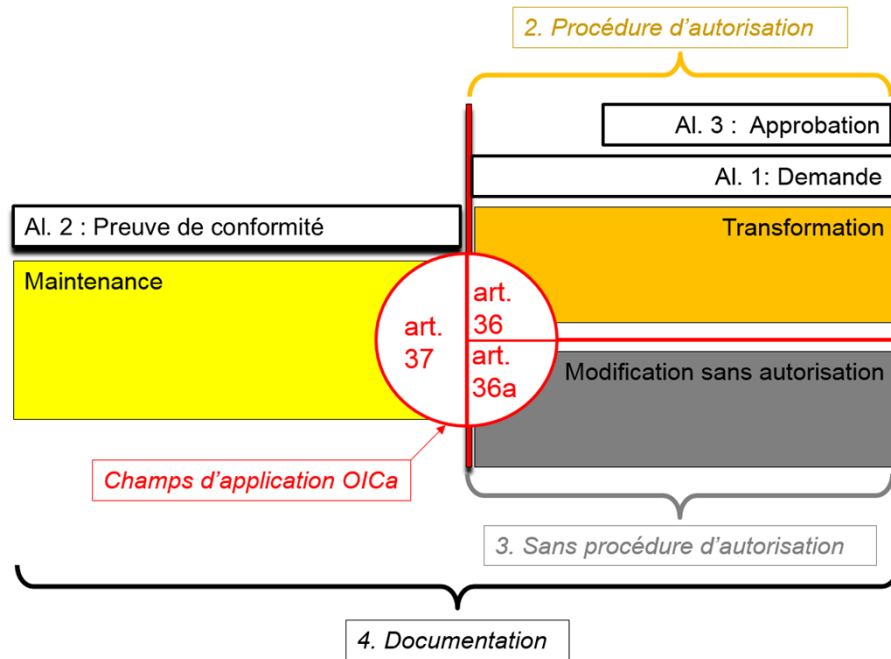 2. Procédure d'autorisation
Al. 3 :  Approbation
Al. 1: Demande
Al. 2 : Preuve de conformité
Transformation
Maintenance
art.
36
art.
37
art.
36a
Modification sans autorisation
Champs d'application OICa
3. Sans procédure d'autorisation
4. Documentation